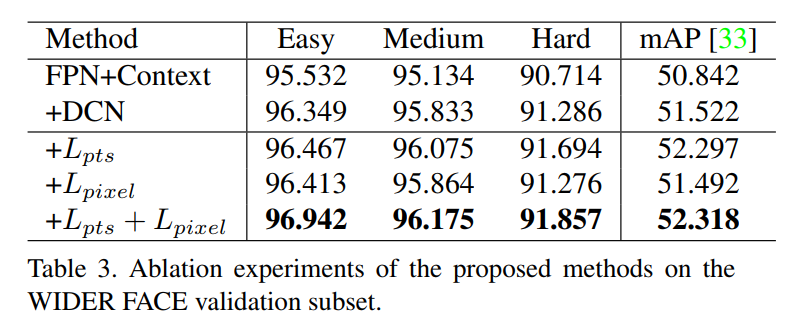 Method Easy Medium Hard mAP [33]
FPN+Context 95.532 95.134 90.714 50.842
+DCN 96.349 95.833 91.286 51.522
+L_{pts} 96.467 96.075 91.694 52.297
+L_{pixel} 96.413 95.864 91.276 51.492
+L_{pts} + L_{pixel} 96.942 96.175 91.857 52.318
Table 3. Ablation experiments of the proposed methods on the
WIDER FACE validation subset.